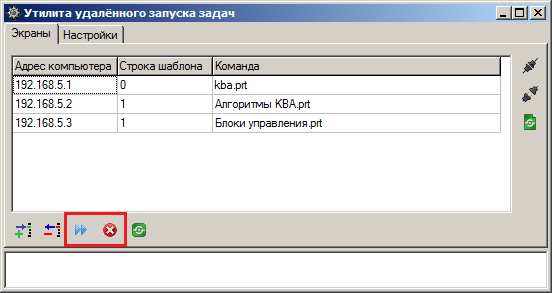 Утилита удалённого запуска задач
Экраны Настройки
Адрес компьютера Строка шаблона Команда
192.168.5.1 0 kba.prt
192.168.5.2 1 Алгоритмы КВА.prt
192.168.5.3 1 Блоки управления.prt